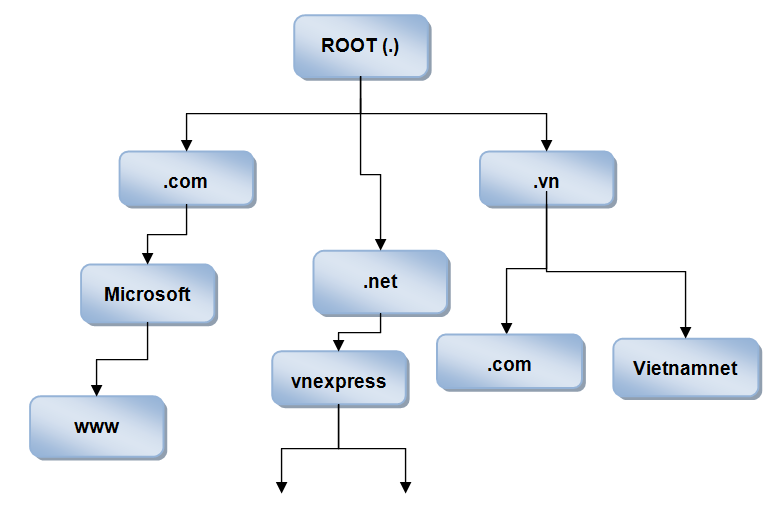 ROOT (.)
.com
.vn
.net
Microsoft
vnexpress
.com
Vietnamnet
www